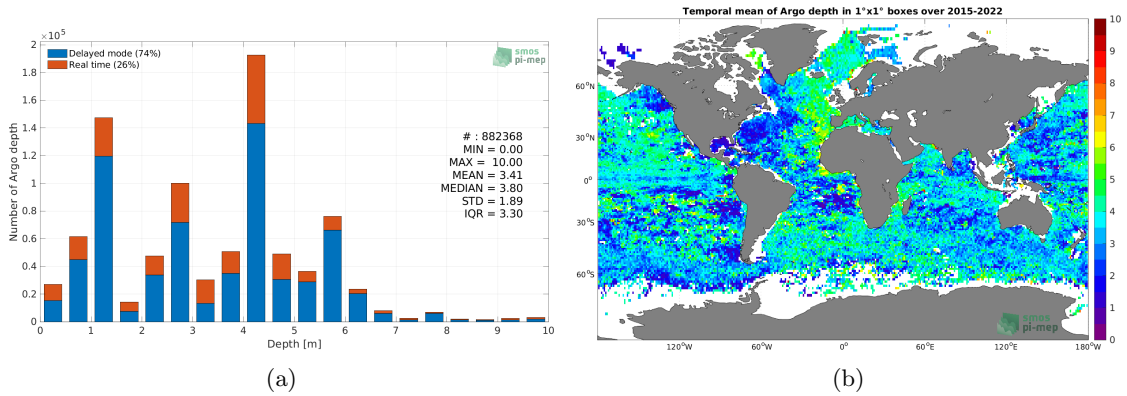 ×10⁵
Delayed mode (74%)
Real time (26%)
smos
pi-mep
2
1.8
1.6
1.4
1.2
1
0.8
0.6
0.4
0.2
0
Number of Argo depth
# : 882368
MIN = 0.00
MAX = 10.00
MEAN = 3.41
MEDIAN = 3.80
STD = 1.89
IQR = 3.30
0 1 2 3 4 5 6 7 8 9 10
Depth [m]
(a)
Temporal mean of Argo depth in 1°x1° boxes over 2015-2022
60°N
30°N
0°
30°S
60°S
120°W 60°W 0° 60°E 120°E 180°W
smos
pi-mep
10
9
8
7
6
5
4
3
2
1
0
(b)